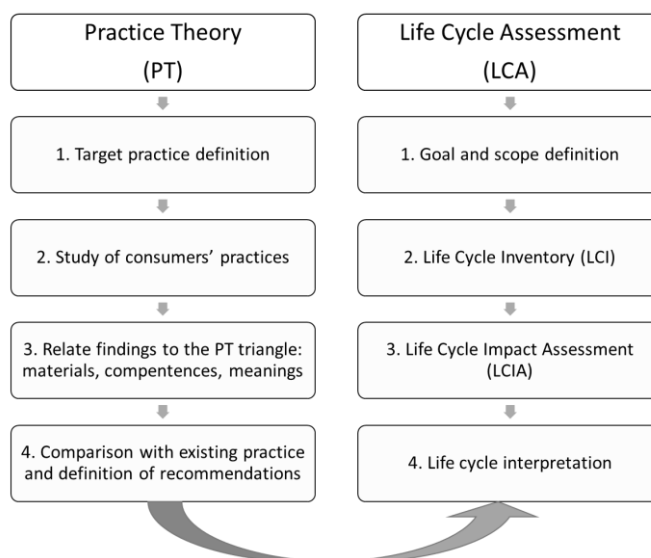 Practice Theory
(PT)
1. Target practice definition
2. Study of consumers’ practices
3. Relate findings to the PT triangle:
materials, compentences, meanings
4. Comparison with existing practice
and definition of recommendations
Life Cycle Assessment
(LCA)
1. Goal and scope definition
2. Life Cycle Inventory (LCI)
3. Life Cycle Impact Assessment
(LCIA)
4. Life cycle interpretation